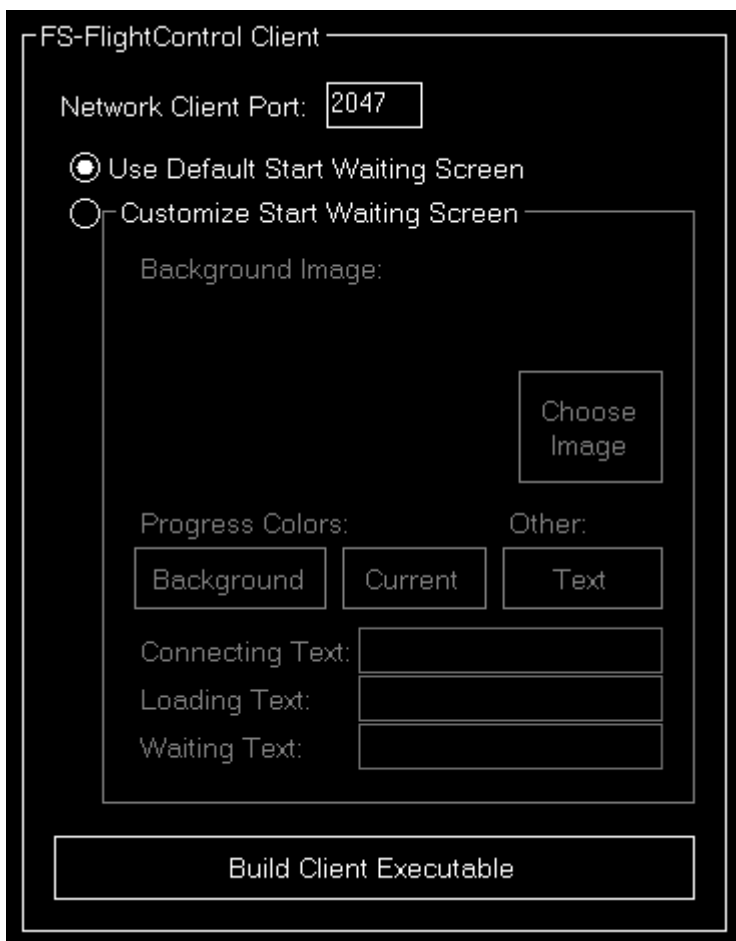 FS-FlightControl Client
Network Client Port: 2047
Use Default Start Waiting Screen
Customize Start Waiting Screen
Background Image:
Choose
Image
Progress Colors: Other:
Background Current Text
Connecting Text:
Loading Text:
Waiting Text:
Build Client Executable